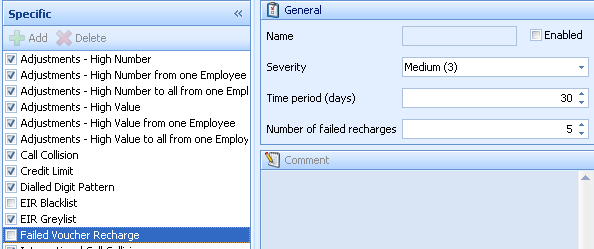 Specific
Add Delete
Adjustments - High Number
Adjustments - High Number from one Employee
Adjustments - High Number to all from one Empl
Adjustments - High Value
Adjustments - High Value from one Employee
Adjustments - High Value to all from one Employ
Call Collision
Credit Limit
Dialled Digit Pattern
EIR Blacklist
EIR Greylist
Failed Voucher Recharge
General
Name Enabled
Severity Medium (3)
Time period (days) 30
Number of failed recharges 5
Comment